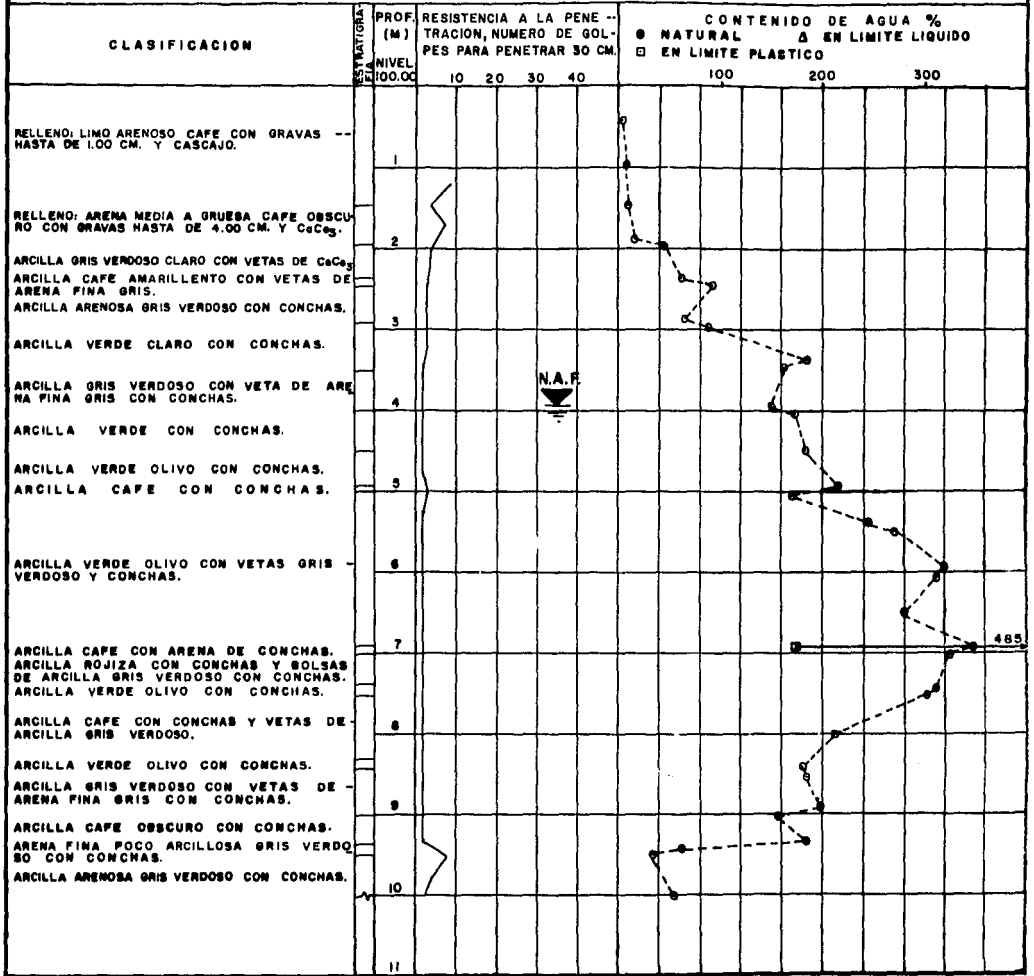 CLASIFICACION
ESTRATIGRA-
FIA
PROF.
(M)
NIVEL
100.00
RESISTENCIA A LA PENE --
TRACION, NUMERO DE GOL-
PES PARA PENETRAR 30 CM.
10 20 30 40
CONTENIDO DE AGUA %
NATURAL Δ EN LIMITE LIQUIDO
EN LIMITE PLASTICO
100 200 300
RELLENO: LIMO ARENOSO CAFE CON GRAVAS --
HASTA DE 1.00 CM. Y CASCAJO.
1
RELLENO: ARENA MEDIA A GRUESA CAFE OBSCU-
RO CON GRAVAS HASTA DE 4.00 CM. Y CaCo3.
2
ARCILLA GRIS VERDOSO CLARO CON VETAS DE CaCo3
ARCILLA CAFE AMARILLENTO CON VETAS DE
ARENA FINA GRIS.
ARCILLA ARENOSA GRIS VERDOSO CON CONCHAS.
3
ARCILLA VERDE CLARO CON CONCHAS.
ARCILLA GRIS VERDOSO CON VETA DE ARE
NA FINA GRIS CON CONCHAS.
N.A.F.
4
ARCILLA VERDE CON CONCHAS.
ARCILLA VERDE OLIVO CON CONCHAS.
5
ARCILLA CAFE CON CONCHAS.
ARCILLA VERDE OLIVO CON VETAS GRIS -
VERDOSO Y CONCHAS.
6
7
485
ARCILLA CAFE CON ARENA DE CONCHAS.
ARCILLA ROJIZA CON CONCHAS Y BOLSAS
DE ARCILLA GRIS VERDOSO CON CONCHAS.
ARCILLA VERDE OLIVO CON CONCHAS.
ARCILLA CAFE CON CONCHAS Y VETAS DE-
ARCILLA GRIS VERDOSO.
8
ARCILLA VERDE OLIVO CON CONCHAS.
ARCILLA GRIS VERDOSO CON VETAS DE -
ARENA FINA GRIS CON CONCHAS.
9
ARCILLA CAFE OBSCURO CON CONCHAS.
ARENA FINA POCO ARCILLOSA GRIS VERDO
SO CON CONCHAS.
ARCILLA ARENOSA GRIS VERDOSO CON CONCHAS.
10
11